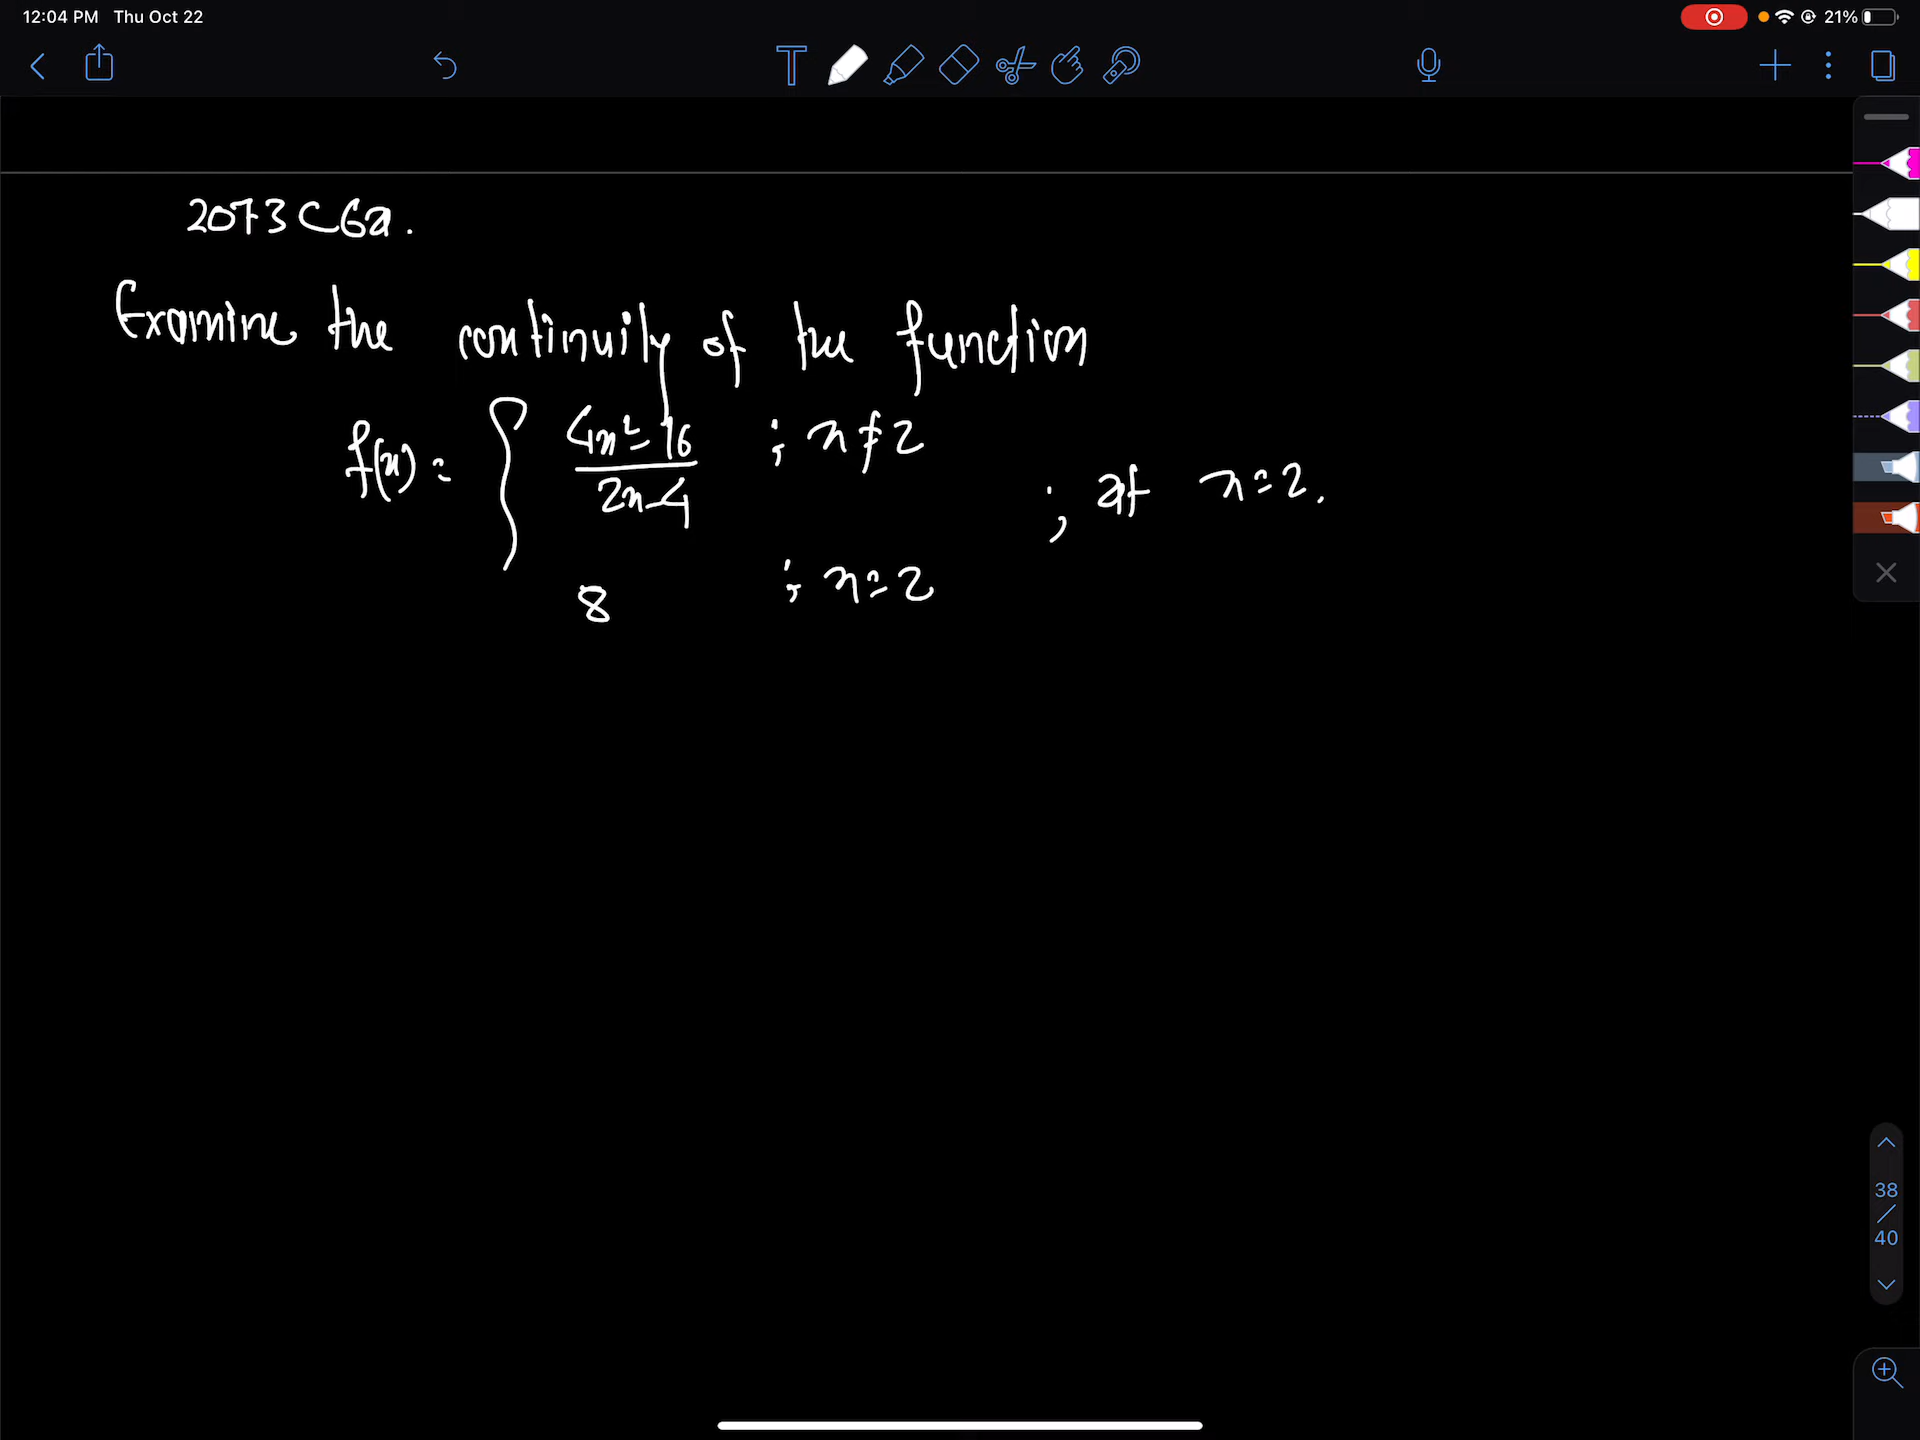 12:04 PM Thu Oct 22
21%
T
2073 C 6a.
Examine the continuity of the function
f(x) = { 4x² - 16 / 2x - 4 ; x ≠ 2
8 ; x = 2
; at x = 2.
38
/
40